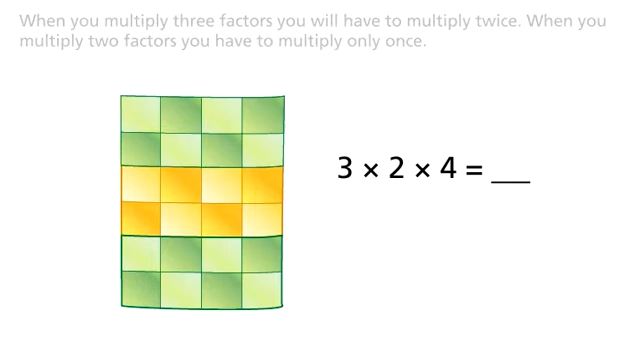 When you multiply three factors you will have to multiply twice. When you
multiply two factors you have to multiply only once.
3 × 2 × 4 = __